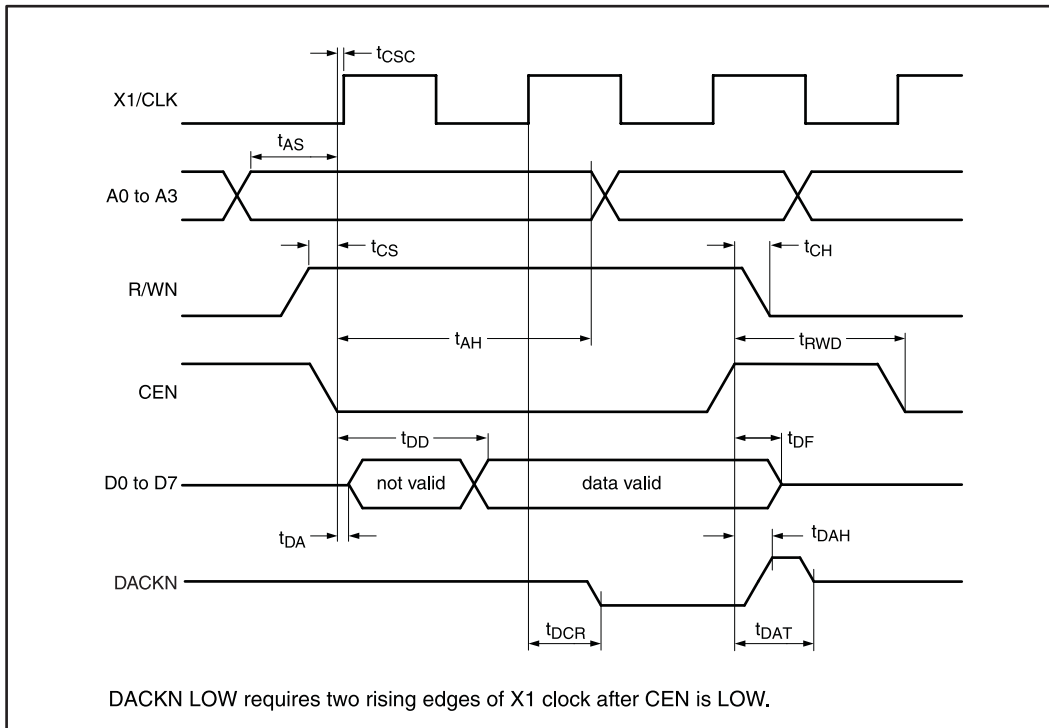 tCSC
X1/CLK
tAS
A0 to A3
tCS
tCH
R/WN
tAH
tRWD
CEN
tDD
tDF
D0 to D7
not valid
data valid
tDA
tDAH
DACKN
tDCR
tDAT
DACKN LOW requires two rising edges of X1 clock after CEN is LOW.